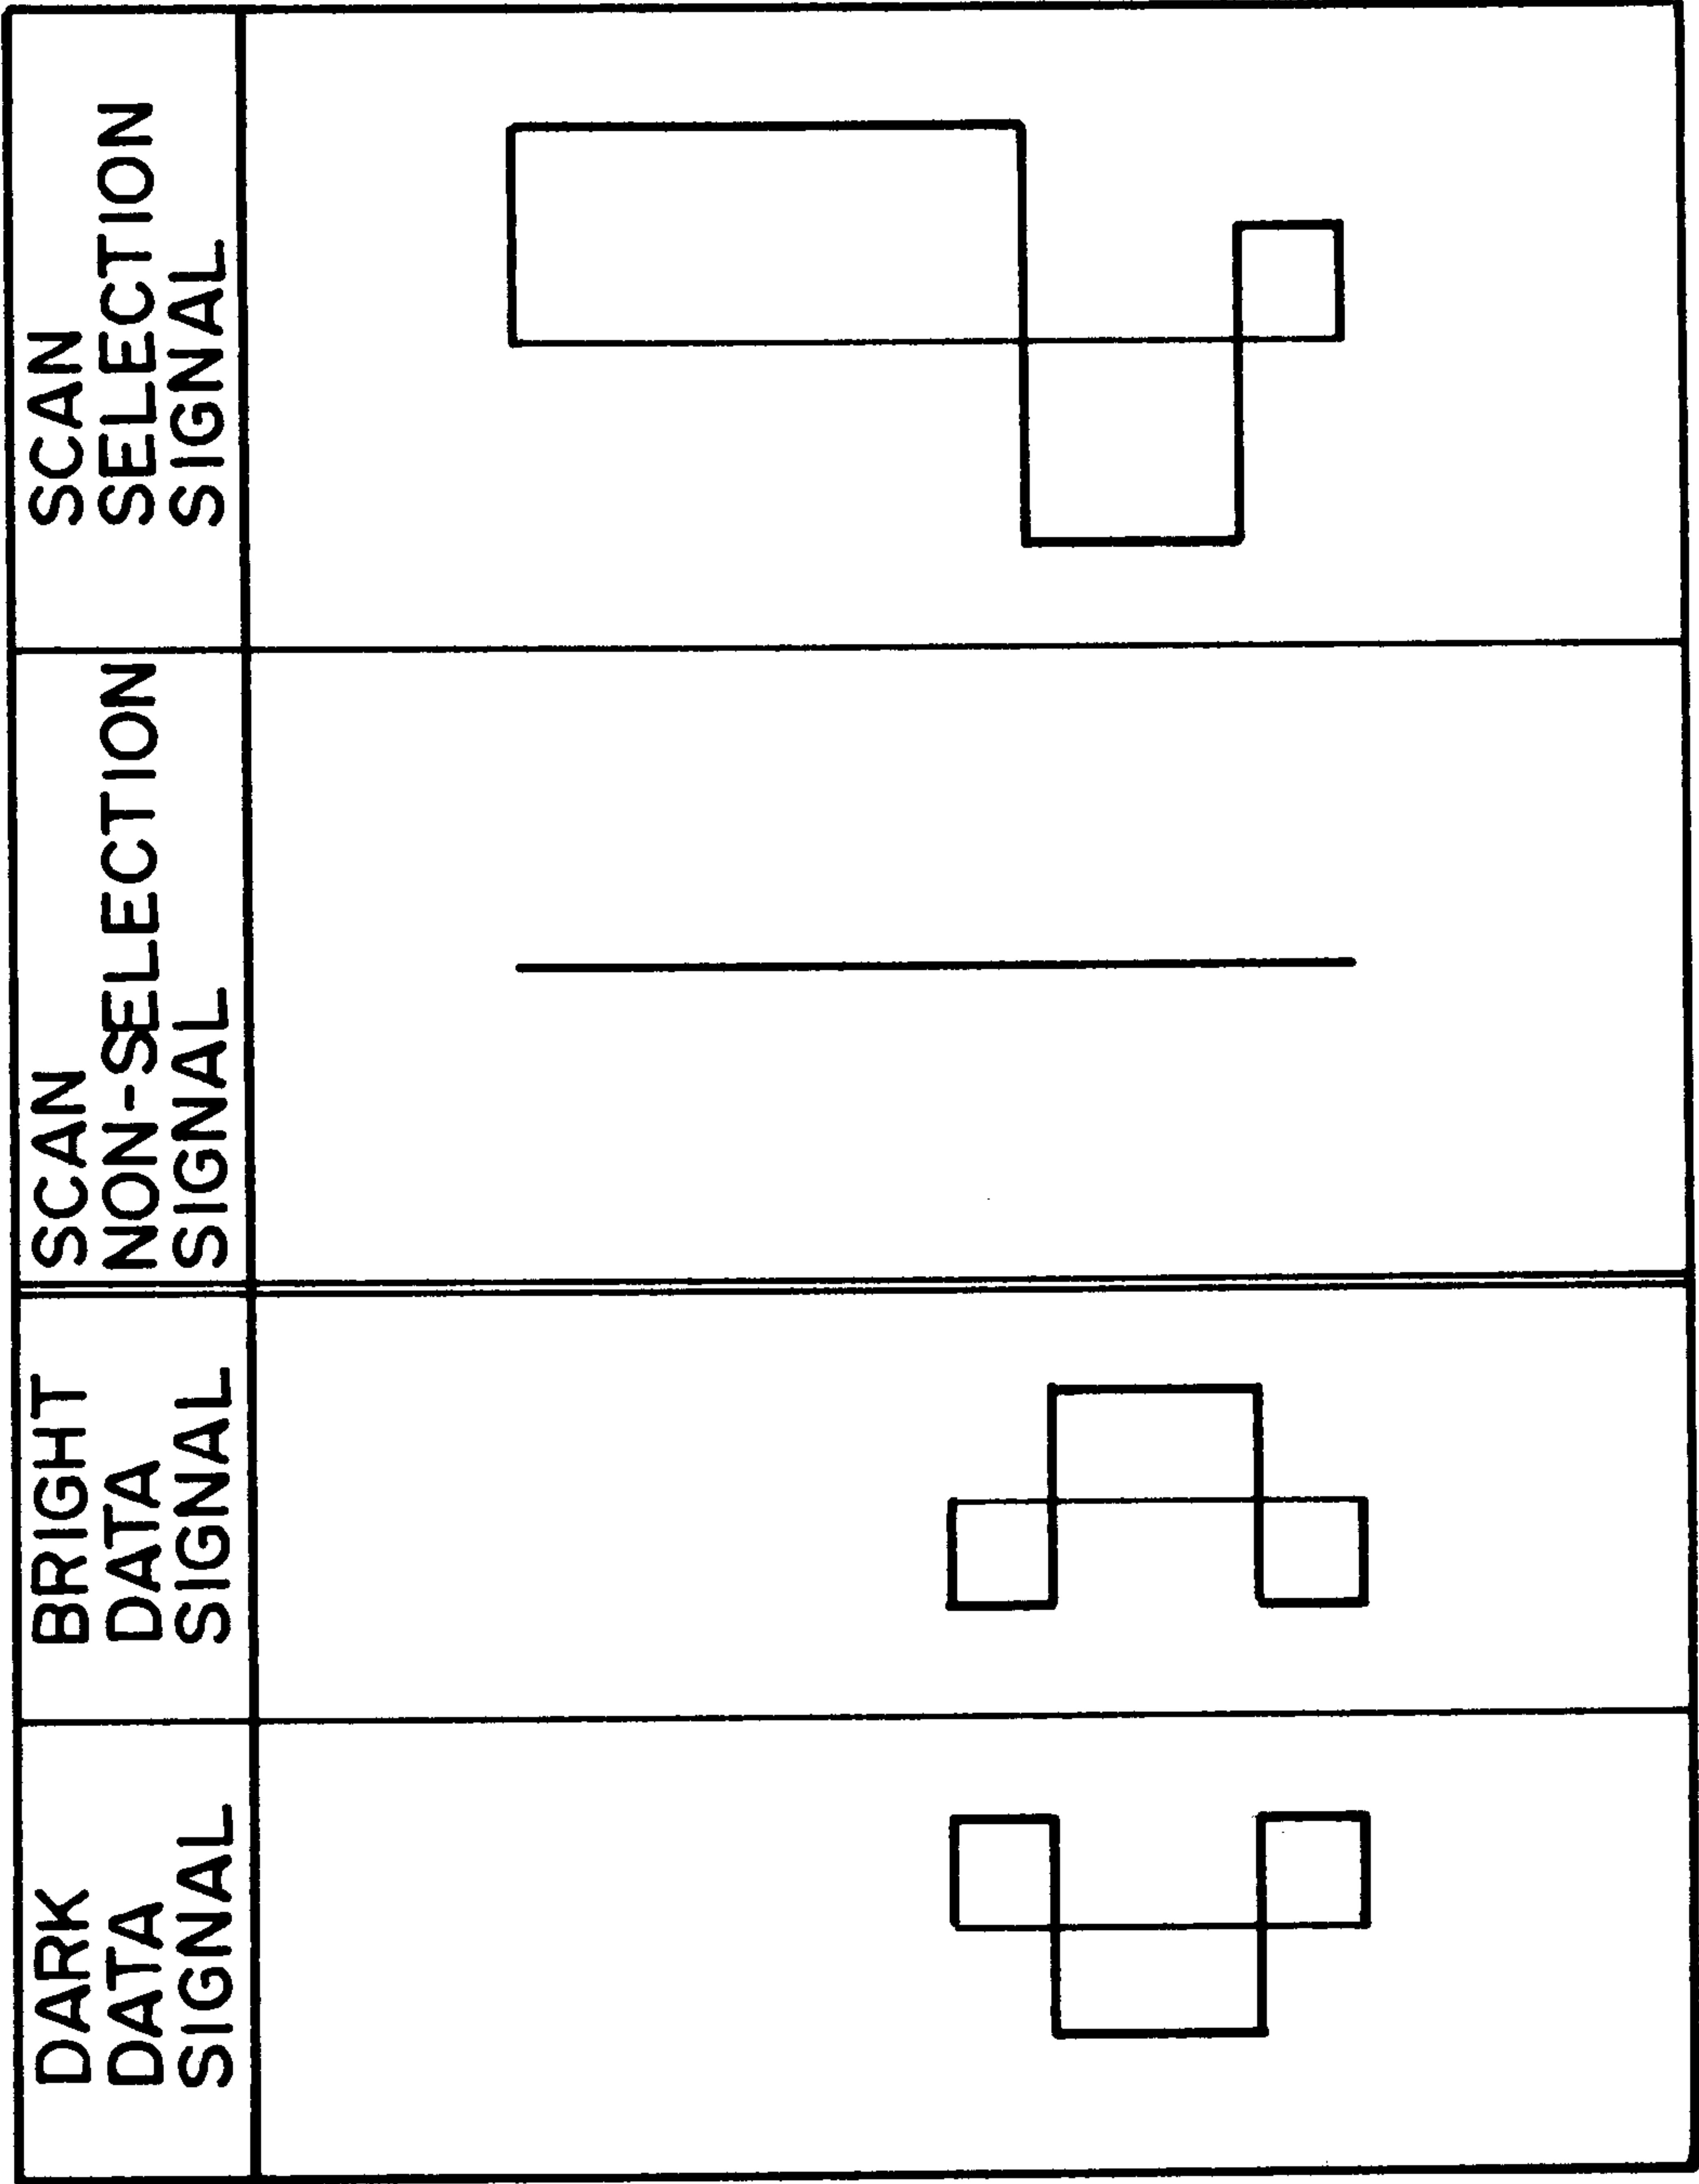 DARK
DATA
SIGNAL
BRIGHT
DATA
SIGNAL
SCAN
NON-SELECTION
SIGNAL
SCAN
SELECTION
SIGNAL